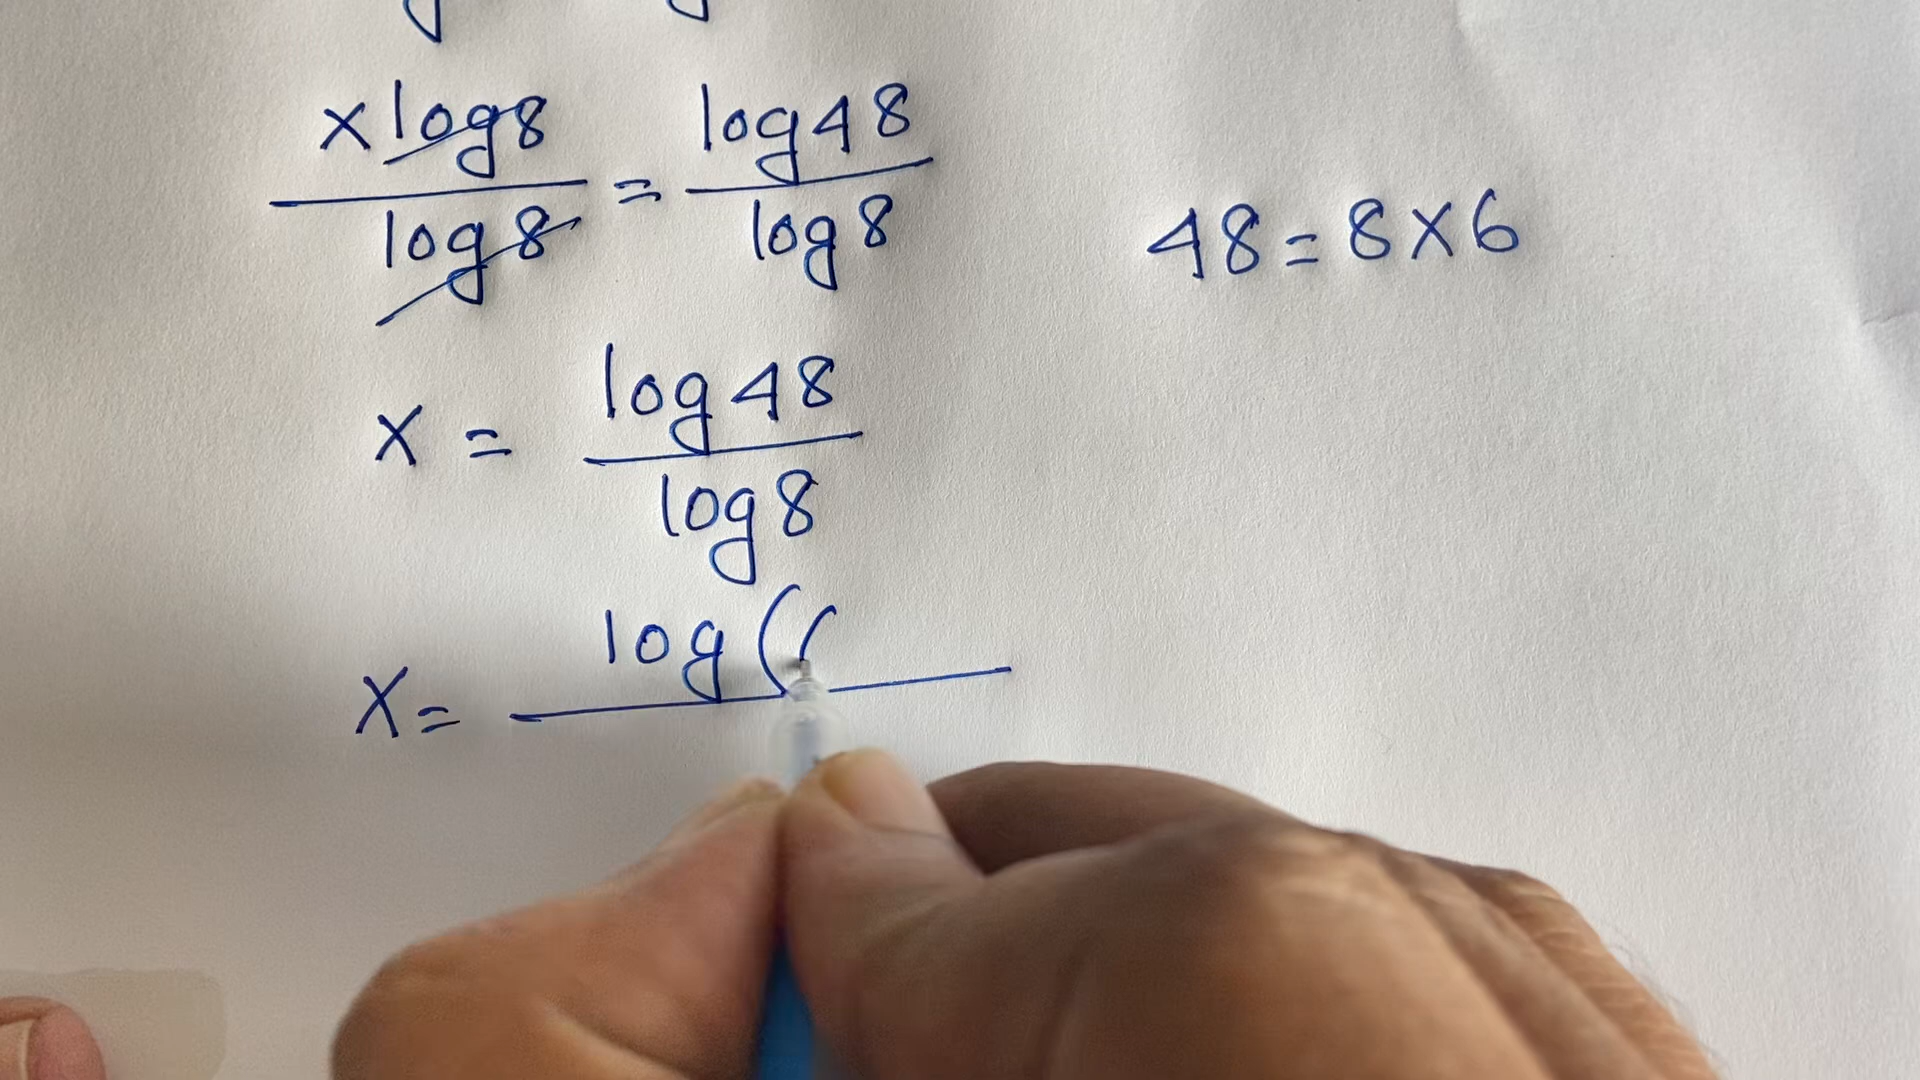 x log8 / log8 = log48 / log8
48 = 8 x 6
x = log48 / log8
x = log(